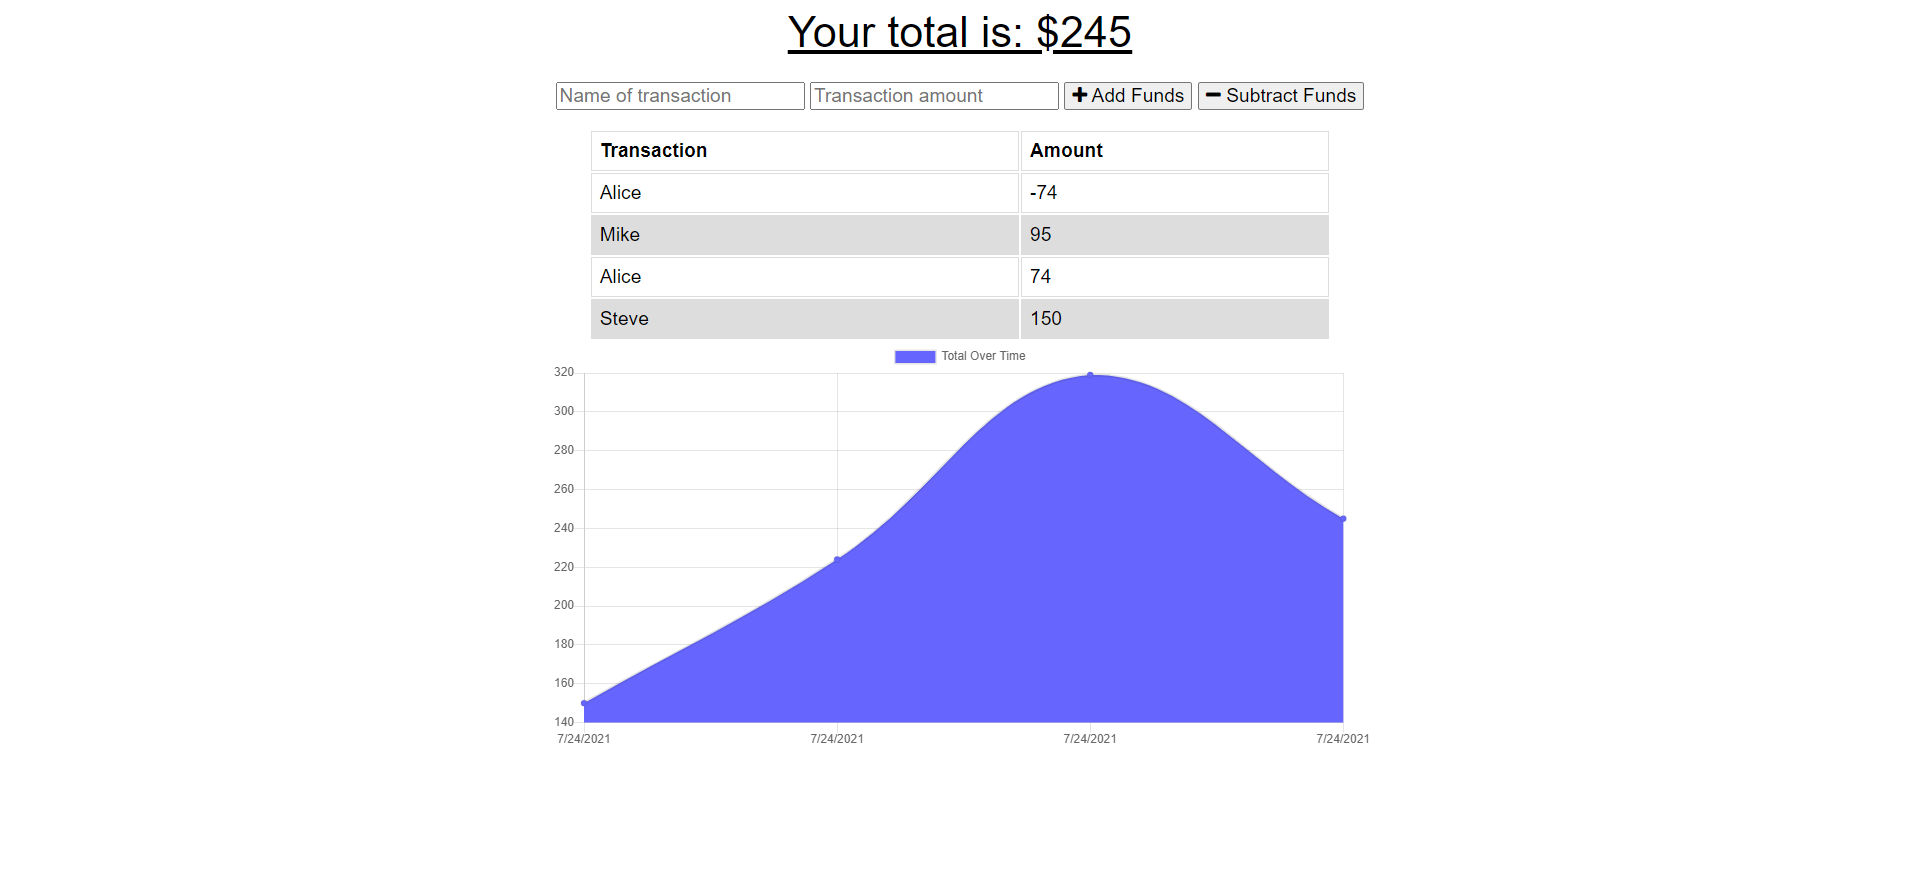 Your total is: $245
Name of transaction Transaction amount Add Funds Subtract Funds
Transaction Amount
Alice -74
Mike 95
Alice 74
Steve 150
Total Over Time
320
300
280
260
240
220
200
180
160
140
7/24/2021 7/24/2021 7/24/2021 7/24/2021